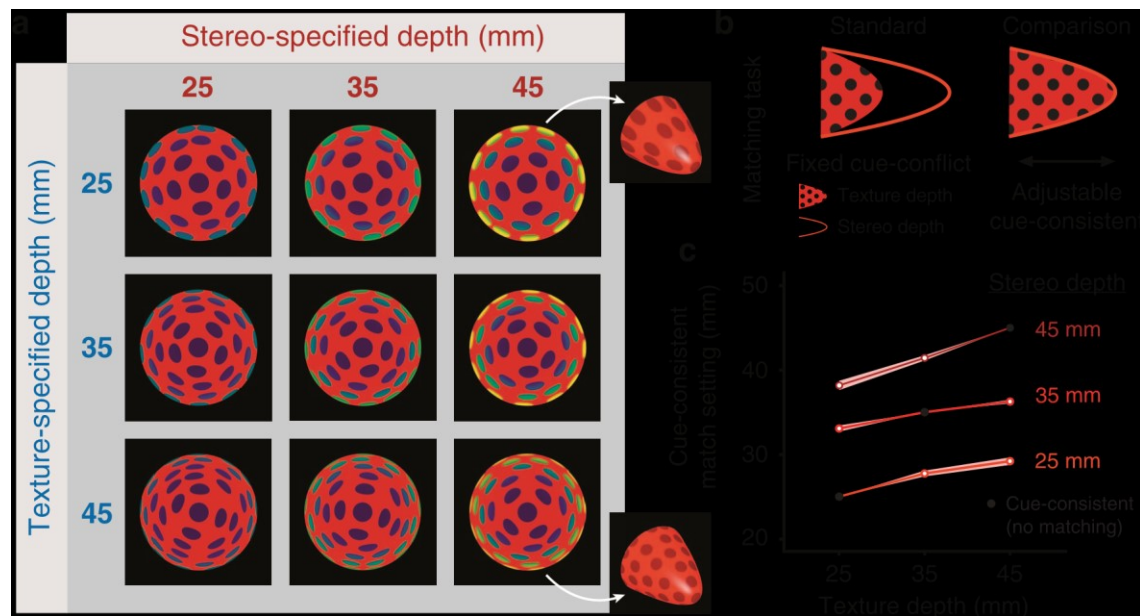 a
Stereo-specified depth (mm)
25 35 45
Texture-specified depth (mm)
25
35
45
b
Standard Comparison
Matching task
Fixed cue-conflict
Texture depth
Stereo depth
Adjustable
cue-consistent
c
Cue-consistent
match setting (mm)
50
40
30
20
Stereo depth
45 mm
35 mm
25 mm
Cue-consistent
(no matching)
25 35 45
Texture depth (mm)